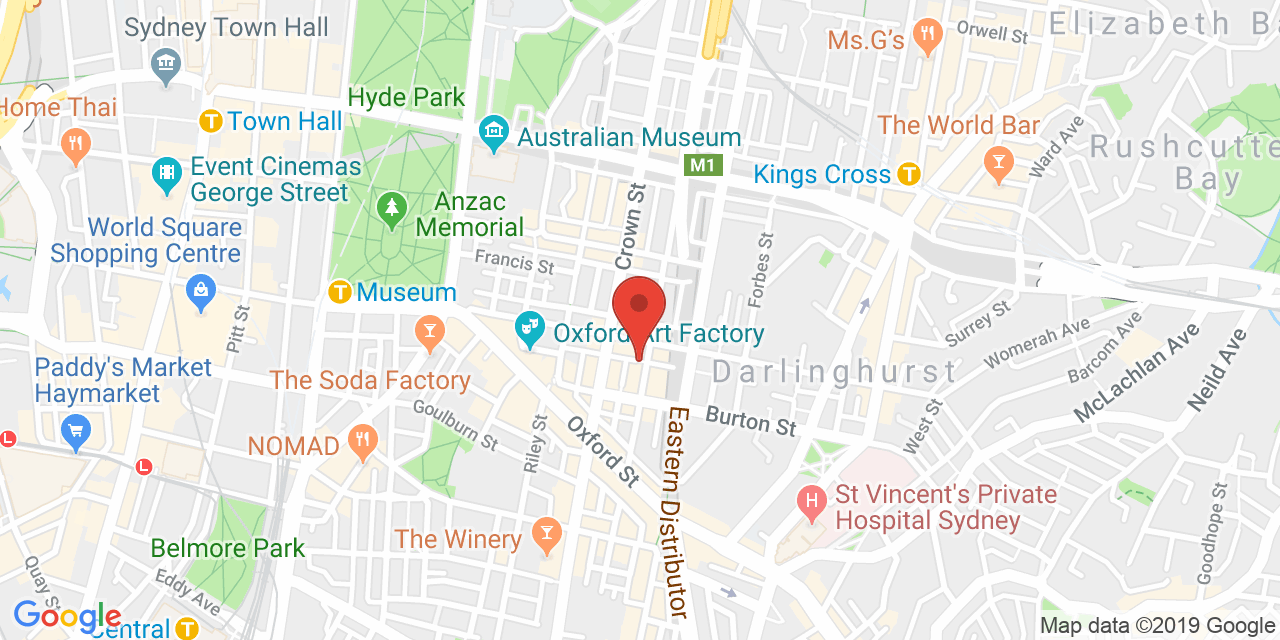 Sydney Town Hall
Elizabeth Ba
Orwell St
Ms.G's
Hyde Park
Home Thai
T Town Hall
The World Bar
Australian Museum
Ward Ave
Rushcutte
Bay
Event Cinemas
George Street
M1
Kings Cross T
Crown St
Anzac
Memorial
World Square
Shopping Centre
Francis St
Forbes St
T Museum
Pitt St
Surrey St
Womerah Ave
Barcom Ave
McLachlan Ave
Neild Ave
Oxford Art Factory
Paddy's Market
Haymarket
The Soda Factory
Darlinghurst
Goulburn St
Riley St
Oxford St
Burton St
West St
L
NOMAD
L
Eastern Distributor
H
St Vincent's Private
Hospital Sydney
The Winery
Goodhope St
Belmore Park
Quay St
Eddy Ave
Google
Central T
Map data ©2019 Google